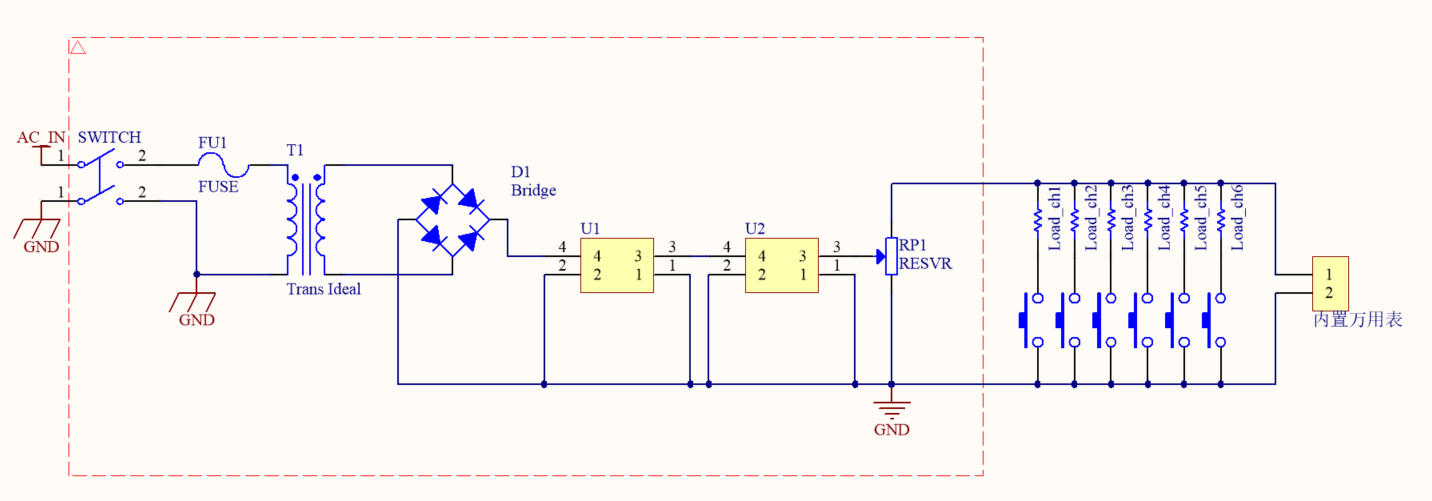 AC_IN
SWITCH
1
2
1
2
GND
GND
FU1
FUSE
T1
Trans Ideal
D1
Bridge
U1
4
2
4
2
3
1
3
1
U2
4
2
4
2
3
1
3
1
RP1
RESVR
GND
Load_ch1
Load_ch2
Load_ch3
Load_ch4
Load_ch5
Load_ch6
1
2
内置万用表